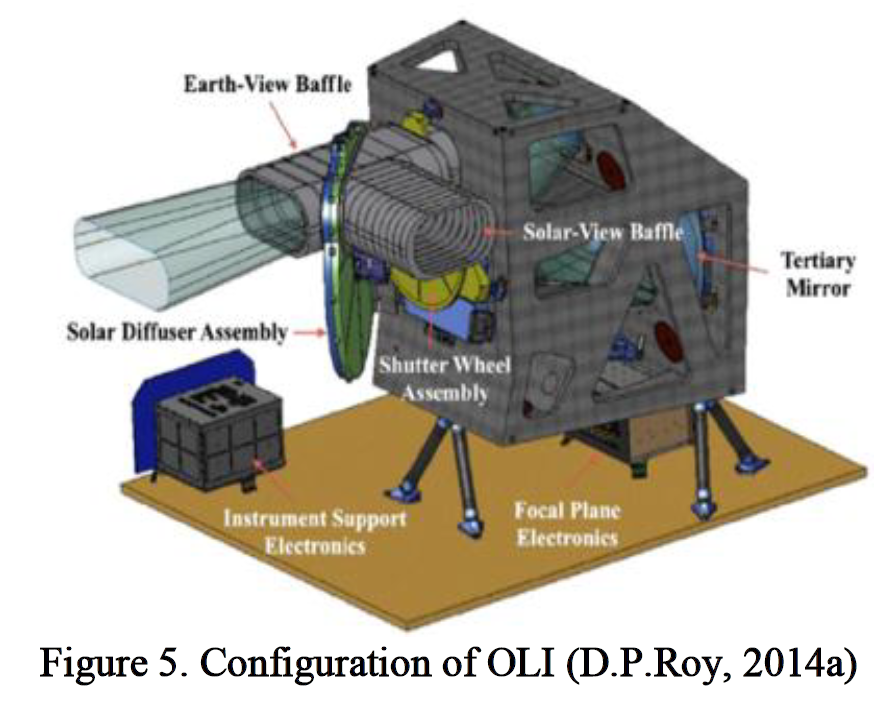 Earth-View Baffle
Solar-View Baffle
Tertiary
Mirror
Solar Diffuser Assembly
Shutter Wheel
Assembly
Instrument Support
Electronics
Focal Plane
Electronics
Figure 5. Configuration of OLI (D.P.Roy, 2014a)